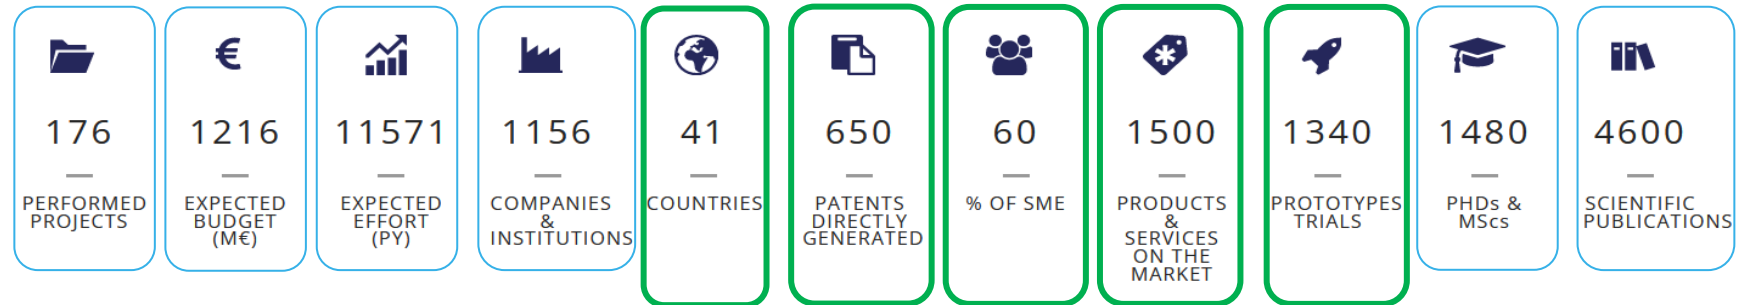 176
PERFORMED
PROJECTS
€
1216
EXPECTED
BUDGET
(M€)
11571
EXPECTED
EFFORT
(PY)
1156
COMPANIES
&
INSTITUTIONS
41
COUNTRIES
650
PATENTS
DIRECTLY
GENERATED
60
% OF SME
1500
PRODUCTS
&
SERVICES
ON THE
MARKET
1340
PROTOTYPES
TRIALS
1480
PHDs &
MScs
4600
SCIENTIFIC
PUBLICATIONS